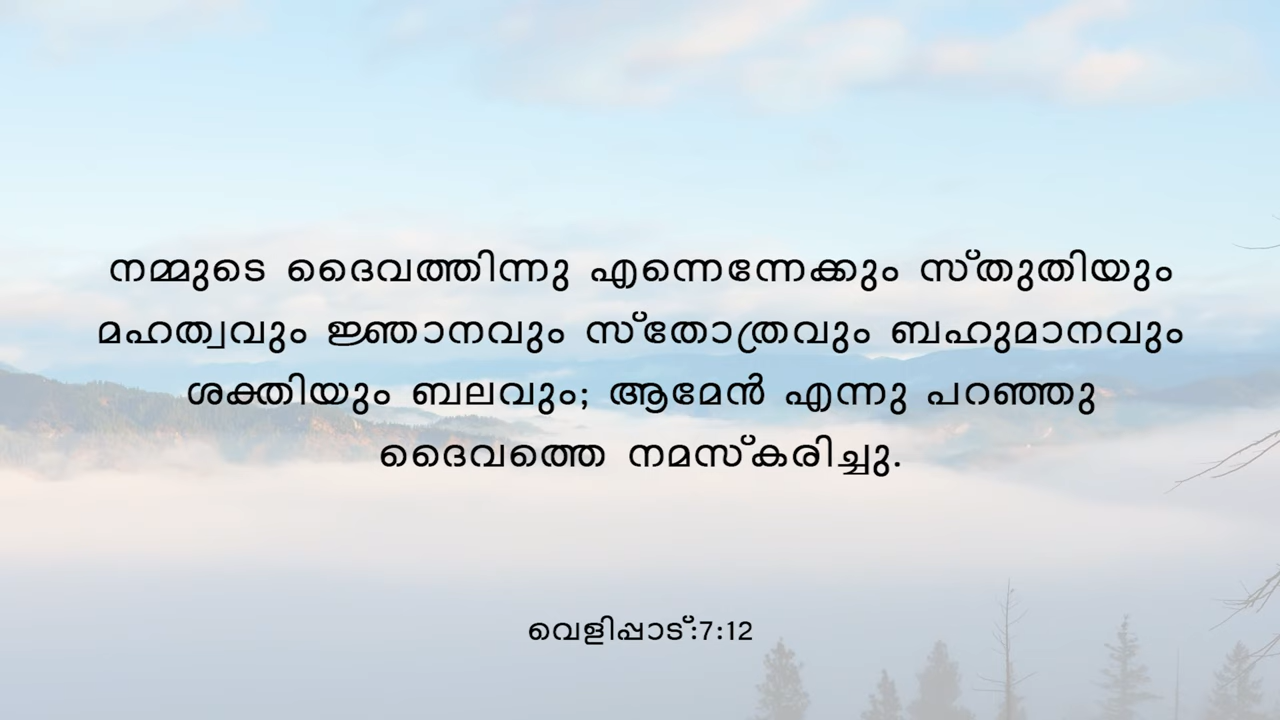 നമ്മുടെ ദൈവത്തിന്നു എന്നെന്നേക്കും സ്തുതിയും
മഹത്വവും ജ്ഞാനവും സ്തോത്രവും ബഹുമാനവും
ശക്തിയും ബലവും; ആമേൻ എന്നു പറഞ്ഞു
ദൈവത്തെ നമസ്കരിച്ചു.
വെളിപ്പാട്:7:12